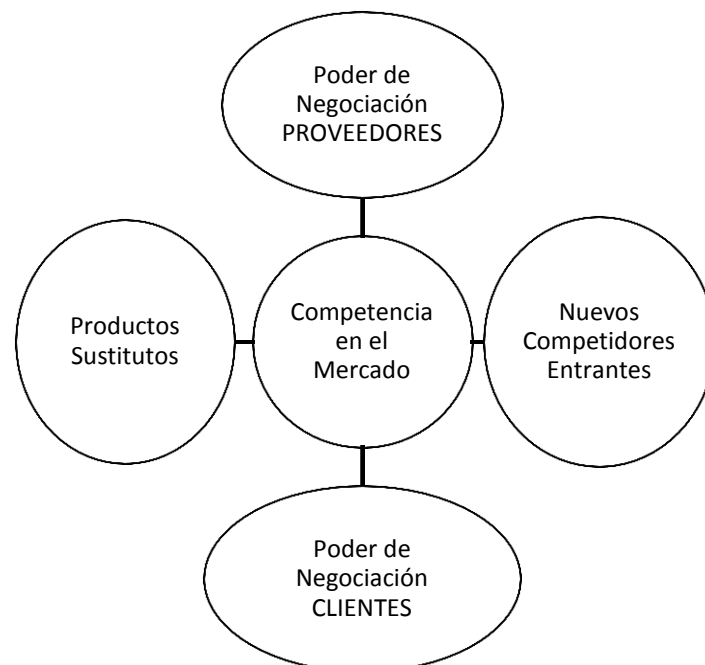 Poder de
Negociación
PROVEEDORES
Productos
Sustitutos
Competencia
en el
Mercado
Nuevos
Competidores
Entrantes
Poder de
Negociación
CLIENTES